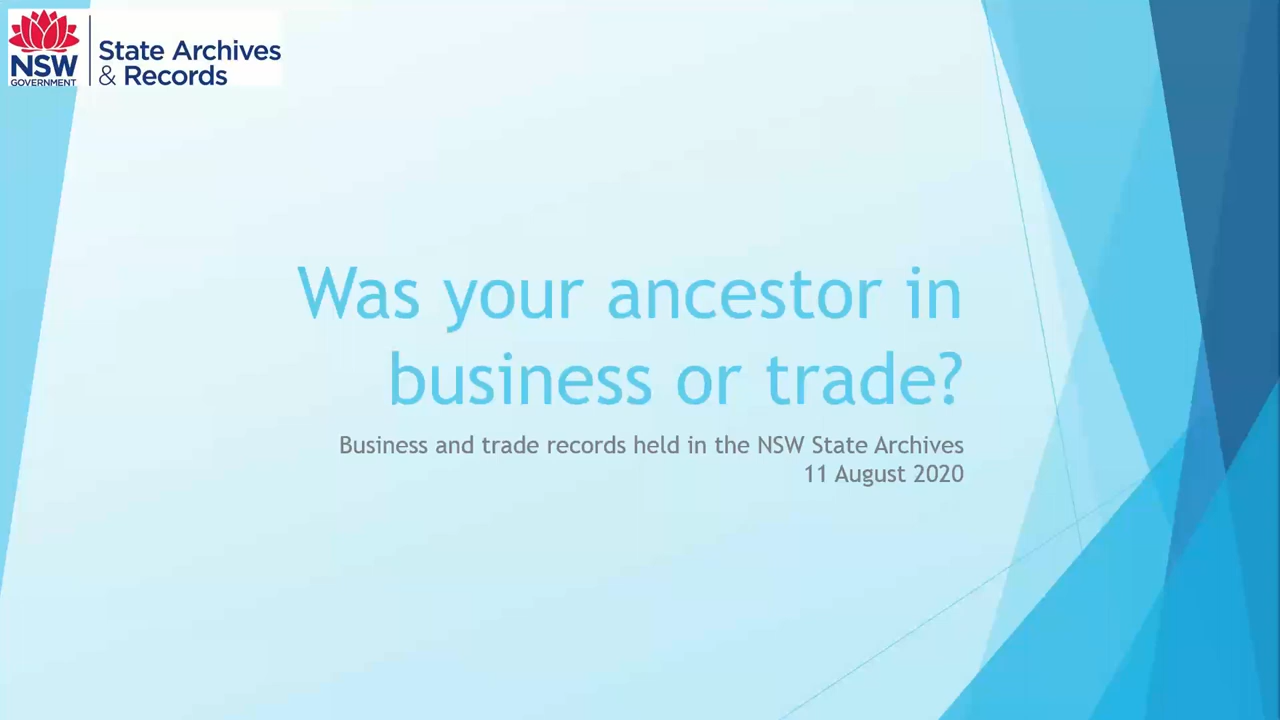 NSW
GOVERNMENT
State Archives
& Records
Was your ancestor in
business or trade?
Business and trade records held in the NSW State Archives
11 August 2020